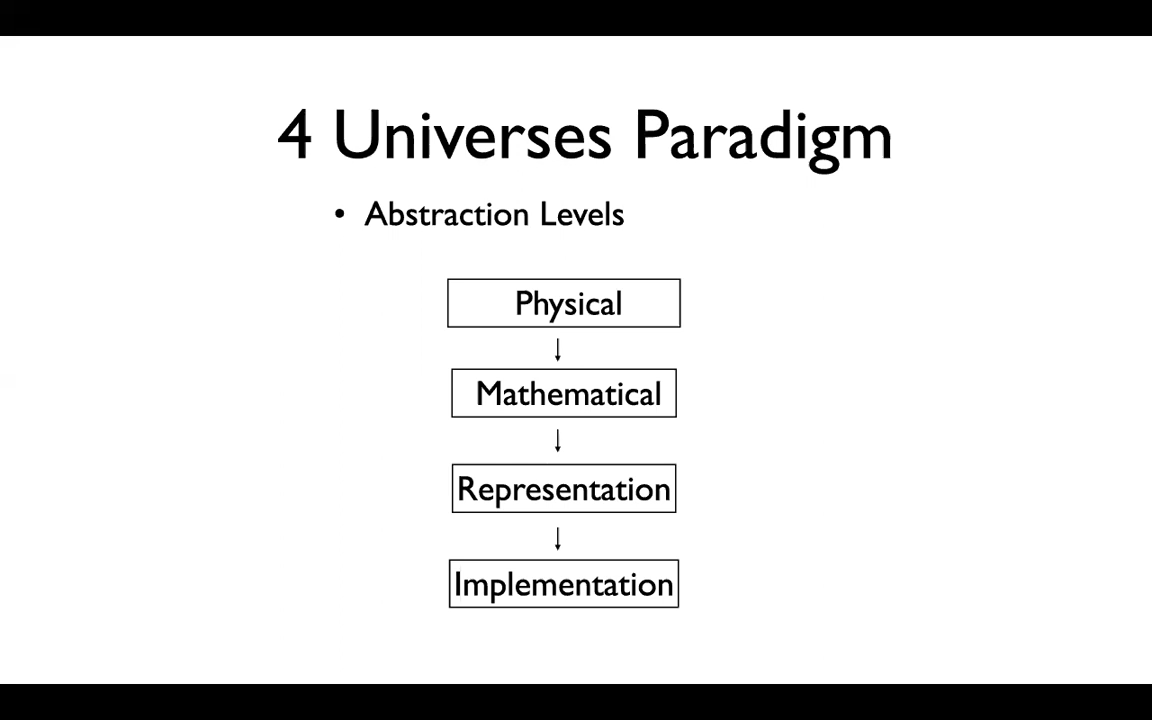 4 Universes Paradigm
• Abstraction Levels
Physical
Mathematical
Representation
Implementation